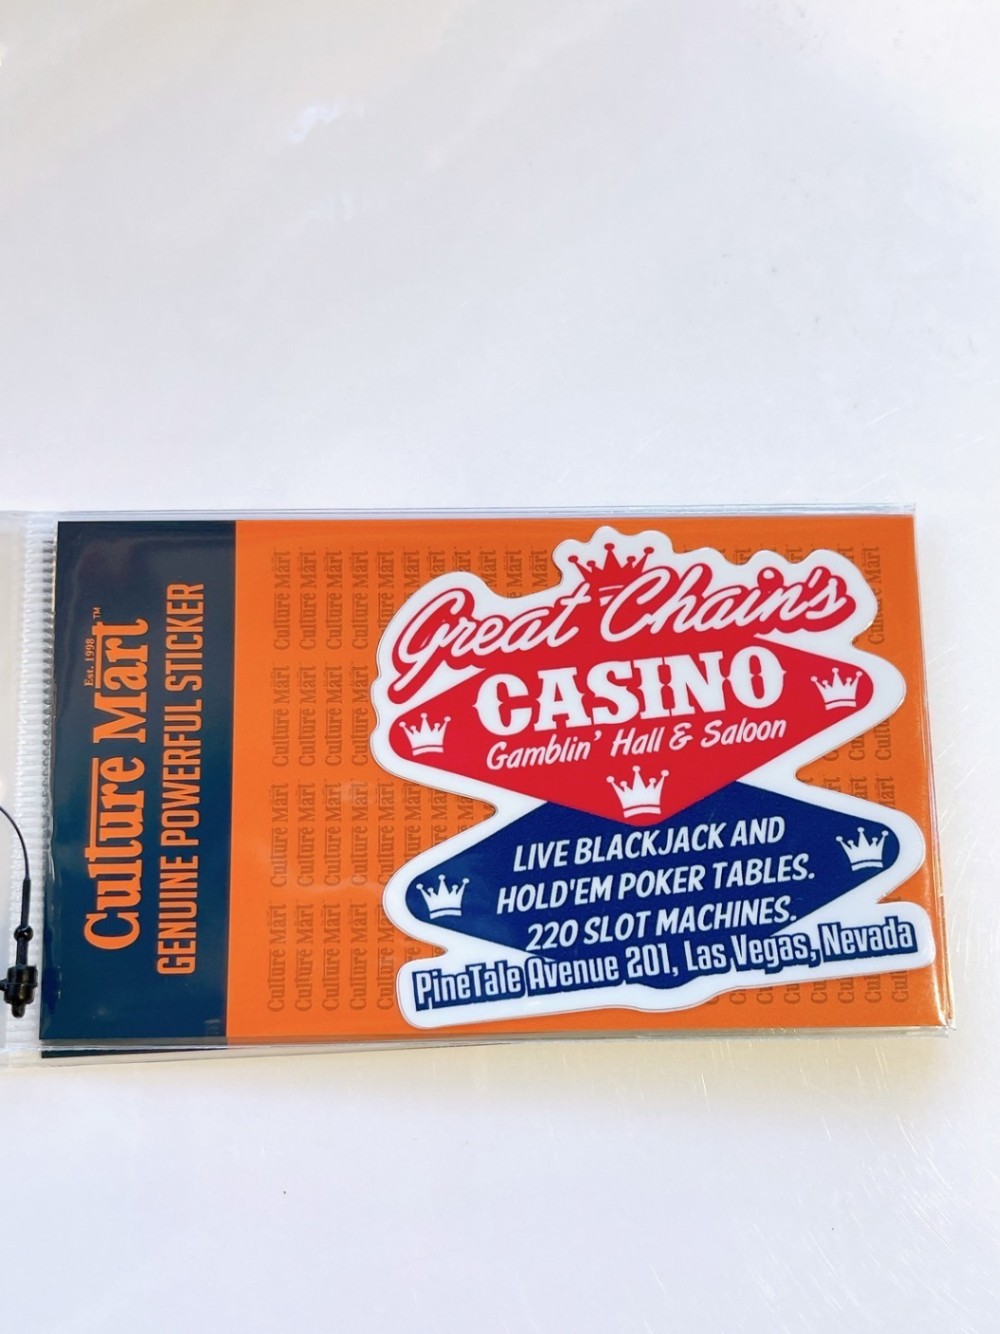 Culture Mart
Est. 1998
TM
GENUINE POWERFUL STICKER
Great Chain's
CASINO
Gamblin' Hall & Saloon
LIVE BLACKJACK AND
HOLD'EM POKER TABLES.
220 SLOT MACHINES.
PineTale Avenue 201, Las Vegas, Nevada